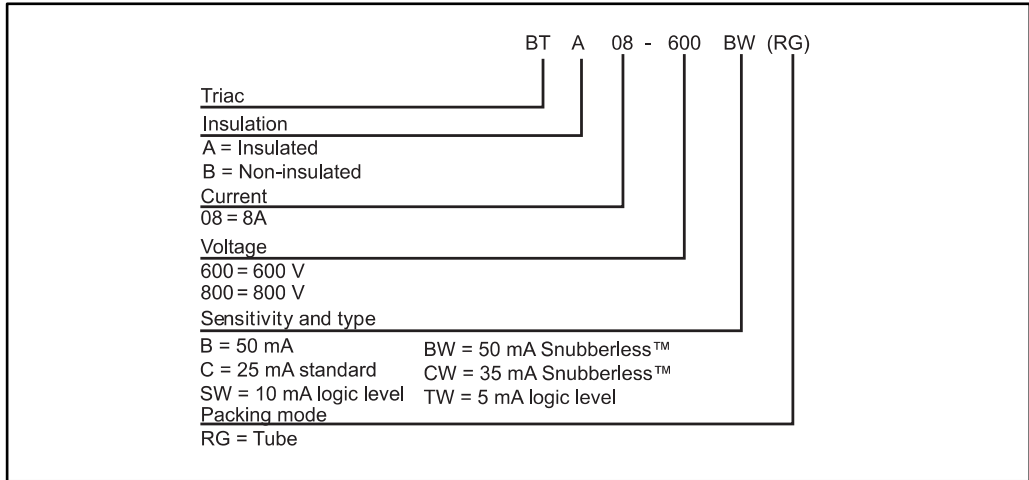 BT A 08 - 600 BW (RG)
Triac
Insulation
A = Insulated
B = Non-insulated
Current
08 = 8A
Voltage
600 = 600 V
800 = 800 V
Sensitivity and type
B = 50 mA BW = 50 mA Snubberless™
C = 25 mA standard CW = 35 mA Snubberless™
SW = 10 mA logic level TW = 5 mA logic level
Packing mode
RG = Tube